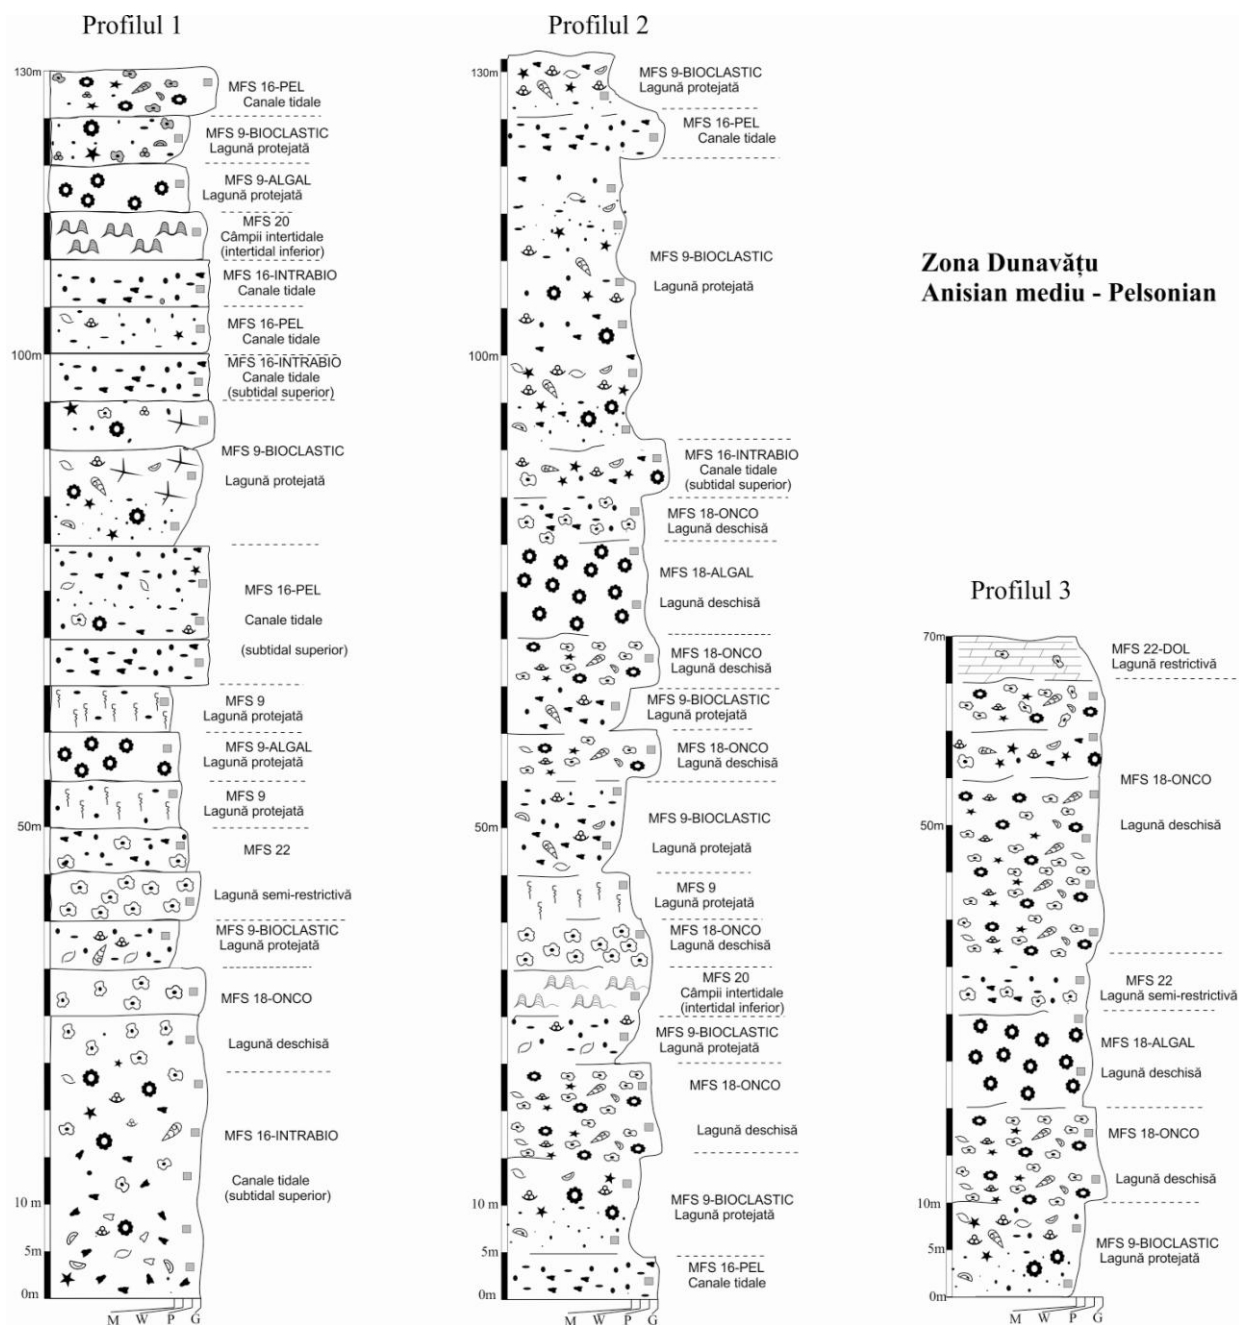 Profilul 1
130m
MFS 16-PEL
Canale tidale
MFS 9-BIOCLASTIC
Lagună protejată
MFS 9-ALGAL
Lagună protejată
MFS 20
Câmpii intertidale
(intertidal inferior)
MFS 16-INTRABIO
Canale tidale
MFS 16-PEL
Canale tidale
100m
MFS 16-INTRABIO
Canale tidale
(subtidal superior)
MFS 9-BIOCLASTIC
Lagună protejată
MFS 16-PEL
Canale tidale
(subtidal superior)
MFS 9
Lagună protejată
MFS 9-ALGAL
Lagună protejată
MFS 9
Lagună protejată
50m
MFS 22
Lagună semi-restrictivă
MFS 9-BIOCLASTIC
Lagună protejată
MFS 18-ONCO
Lagună deschisă
MFS 16-INTRABIO
Canale tidale
(subtidal superior)
10 m
5m
0m
M W P G
Profilul 2
130m
MFS 9-BIOCLASTIC
Lagună protejată
MFS 16-PEL
Canale tidale
MFS 9-BIOCLASTIC
Lagună protejată
100m
MFS 16-INTRABIO
Canale tidale
(subtidal superior)
MFS 18-ONCO
Lagună deschisă
MFS 18-ALGAL
Lagună deschisă
MFS 18-ONCO
Lagună deschisă
MFS 9-BIOCLASTIC
Lagună protejată
MFS 18-ONCO
Lagună deschisă
50m
MFS 9-BIOCLASTIC
Lagună protejată
MFS 9
Lagună protejată
MFS 18-ONCO
Lagună deschisă
MFS 20
Câmpii intertidale
(intertidal inferior)
MFS 9-BIOCLASTIC
Lagună protejată
MFS 18-ONCO
Lagună deschisă
10 m
MFS 9-BIOCLASTIC
Lagună protejată
5m
MFS 16-PEL
Canale tidale
0m
M W P G
Zona Dunavățu
Anisian mediu - Pelsonian
Profilul 3
70m
MFS 22-DOL
Lagună restrictivă
MFS 18-ONCO
50m
Lagună deschisă
MFS 22
Lagună semi-restrictivă
MFS 18-ALGAL
Lagună deschisă
MFS 18-ONCO
Lagună deschisă
10m
MFS 9-BIOCLASTIC
5m
Lagună protejată
0m
M W P G